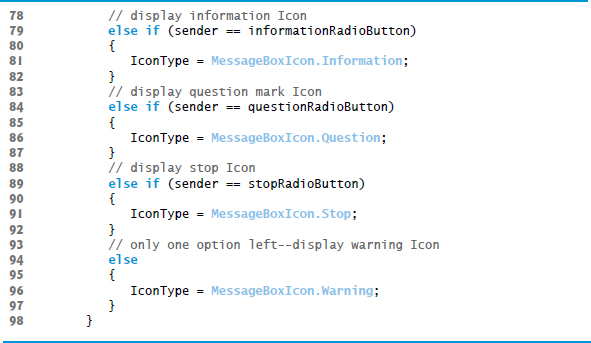 78 // display information Icon
79 else if (sender == informationRadioButton)
80 {
81 IconType = MessageBoxIcon.Information;
82 }
83 // display question mark Icon
84 else if (sender == questionRadioButton)
85 {
86 IconType = MessageBoxIcon.Question;
87 }
88 // display stop Icon
89 else if (sender == stopRadioButton)
90 {
91 IconType = MessageBoxIcon.Stop;
92 }
93 // only one option left--display warning Icon
94 else
95 {
96 IconType = MessageBoxIcon.Warning;
97 }
98 }